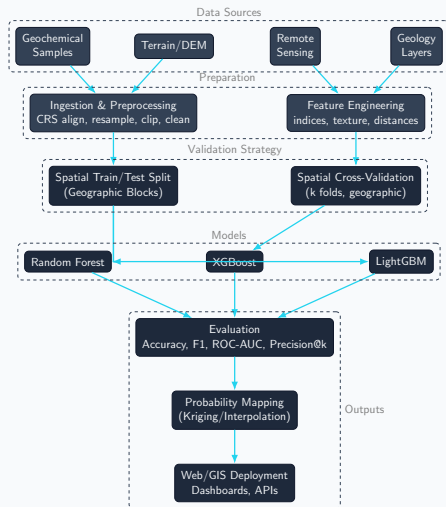 Data Sources
Geochemical
Samples
Terrain/DEM
Remote
Sensing
Geology
Layers
Preparation
Ingestion & Preprocessing
CRS align, resample, clip, clean
Feature Engineering
indices, texture, distances
Validation Strategy
Spatial Train/Test Split
(Geographic Blocks)
Spatial Cross-Validation
(k folds, geographic)
Models
Random Forest
XGBoost
LightGBM
Evaluation
Accuracy, F1, ROC-AUC, Precision@k
Probability Mapping
(Kriging/Interpolation)
Outputs
Web/GIS Deployment
Dashboards, APIs